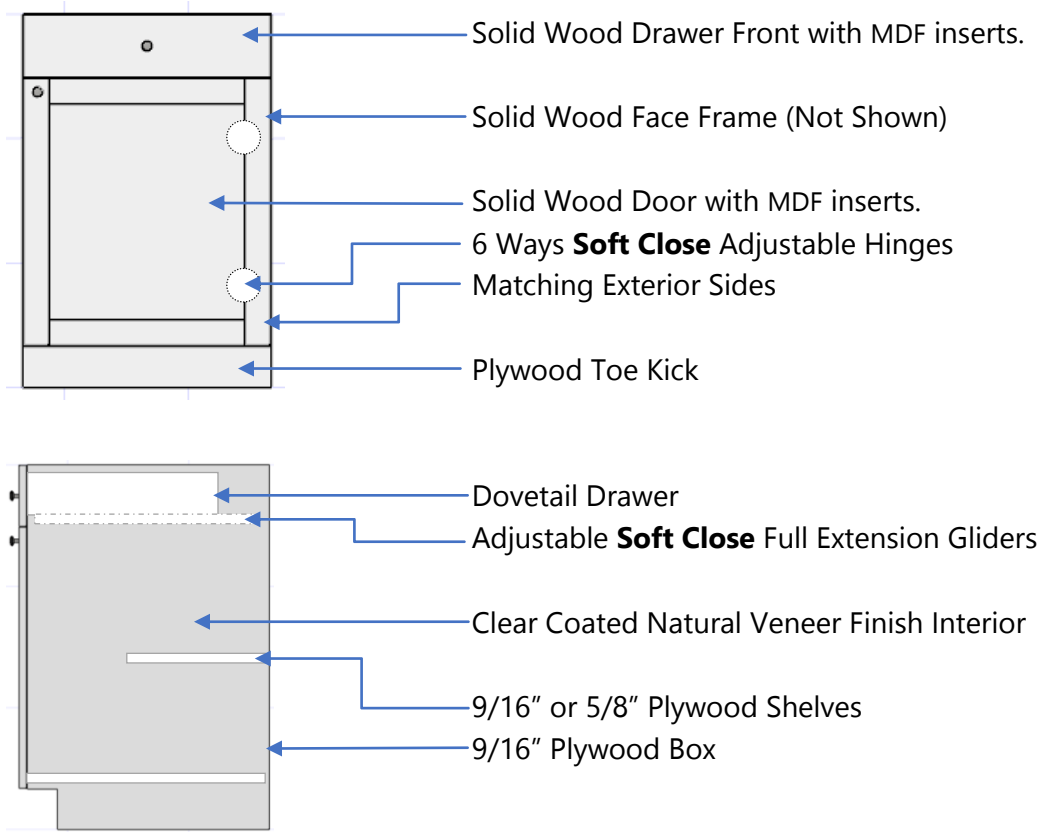 Solid Wood Drawer Front with MDF inserts.
Solid Wood Face Frame (Not Shown)
Solid Wood Door with MDF inserts.
6 Ways Soft Close Adjustable Hinges
Matching Exterior Sides
Plywood Toe Kick
Dovetail Drawer
Adjustable Soft Close Full Extension Gliders
Clear Coated Natural Veneer Finish Interior
9/16” or 5/8” Plywood Shelves
9/16” Plywood Box